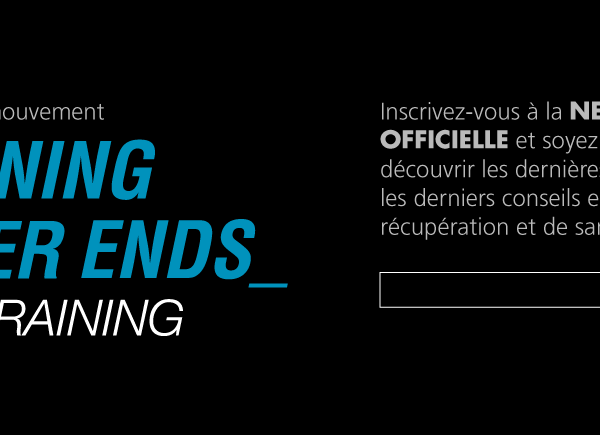 nouvement
NING
ER ENDS_
RAINING
Inscrivez-vous à la NE
OFFICIELLE et soyez
découvrir les dernière
les derniers conseils e
récupération et de sa